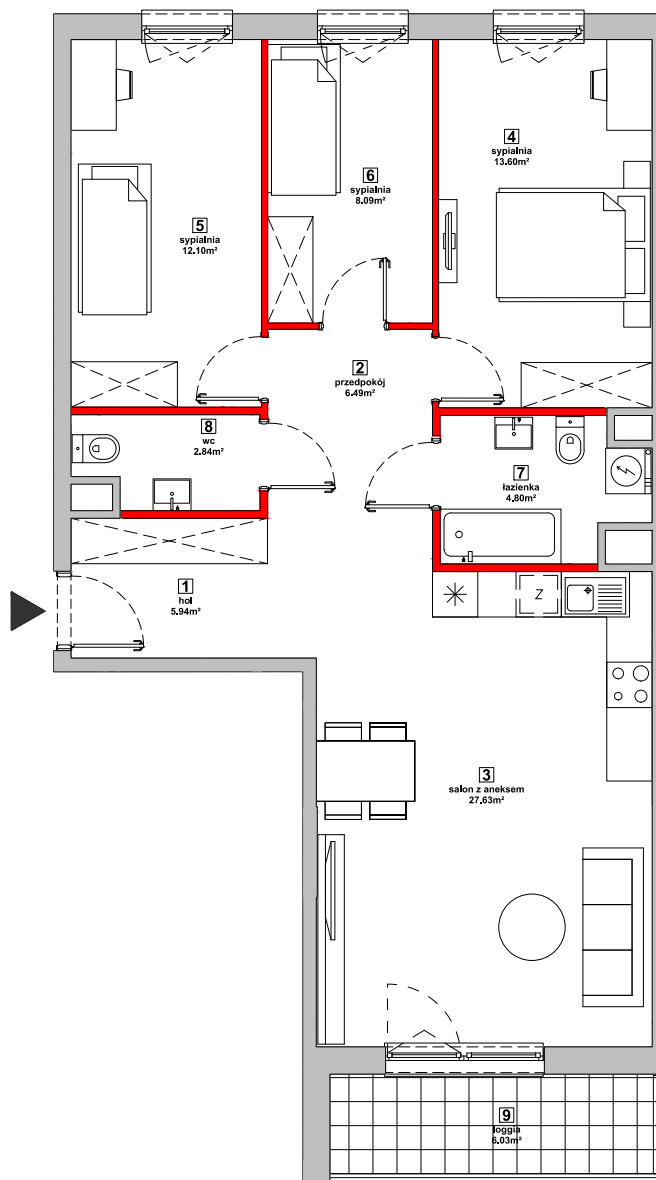 4
sypialnia
13.60m²
6
sypialnia
8.09m²
5
sypialnia
12.10m²
2
przedpokój
6.49m²
8
wc
2.84m²
7
łazienka
4.80m²
1
hol
5.94m²
Z
3
salon z aneksem
27.63m²
9
loggia
6.03m²